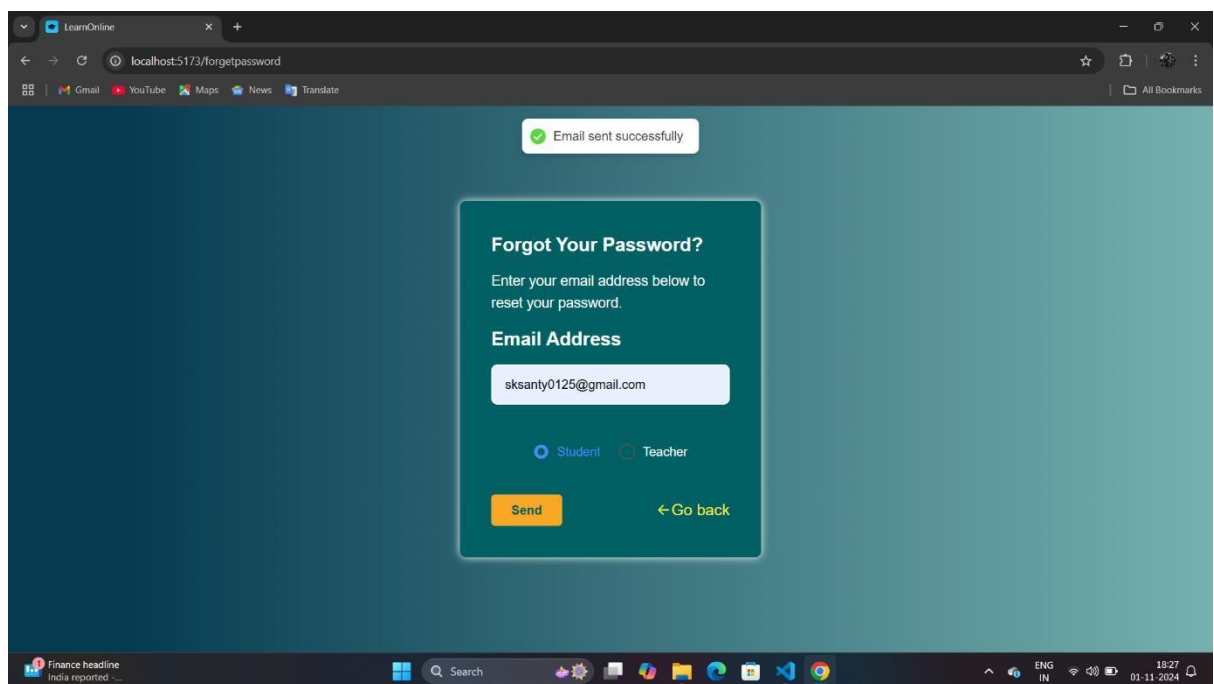 LearnOnline
localhost:5173/forgetpassword
Gmail YouTube Maps News Translate All Bookmarks
Email sent successfully
Forgot Your Password?
Enter your email address below to
reset your password.
Email Address
sksanty0125@gmail.com
Student Teacher
Send ←Go back
1
Finance headline
India reported -...
Search
ENG
IN
18:27
01-11-2024